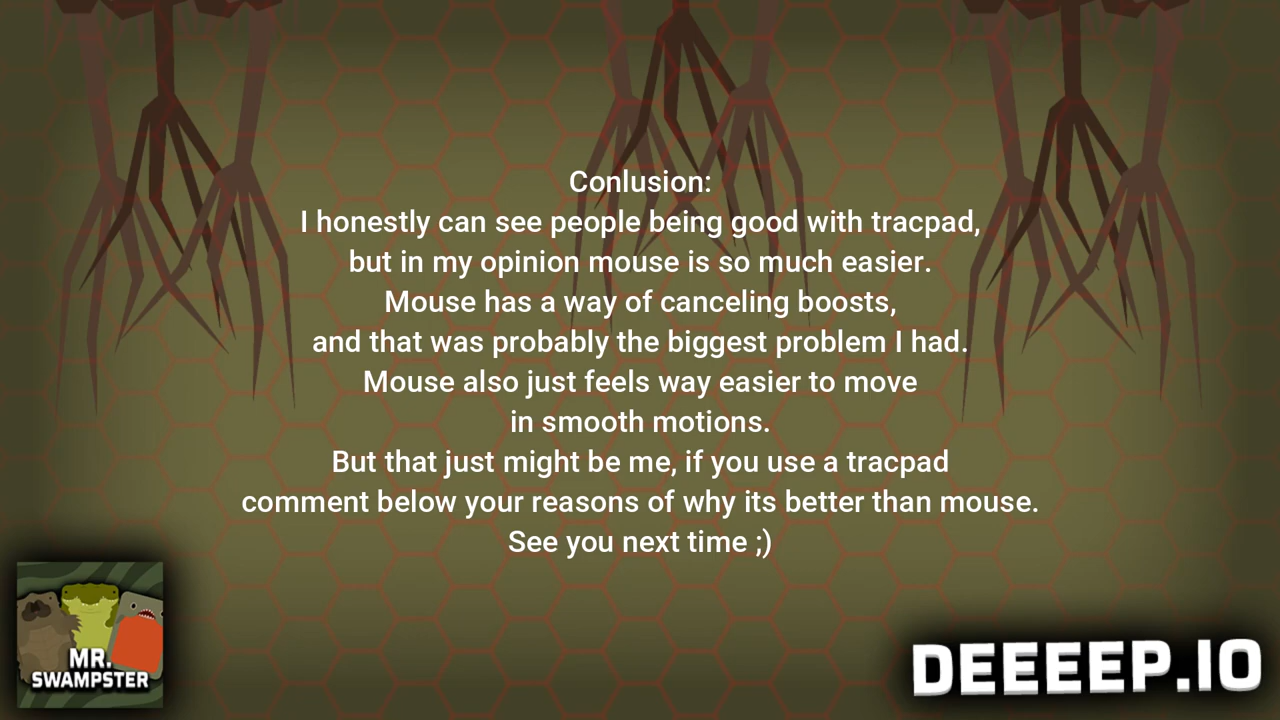 Conlusion:
I honestly can see people being good with tracpad,
but in my opinion mouse is so much easier.
Mouse has a way of canceling boosts,
and that was probably the biggest problem I had.
Mouse also just feels way easier to move
in smooth motions.
But that just might be me, if you use a tracpad
comment below your reasons of why its better than mouse.
See you next time ;)
MR.
SWAMPSTER
DEEEEP.IO